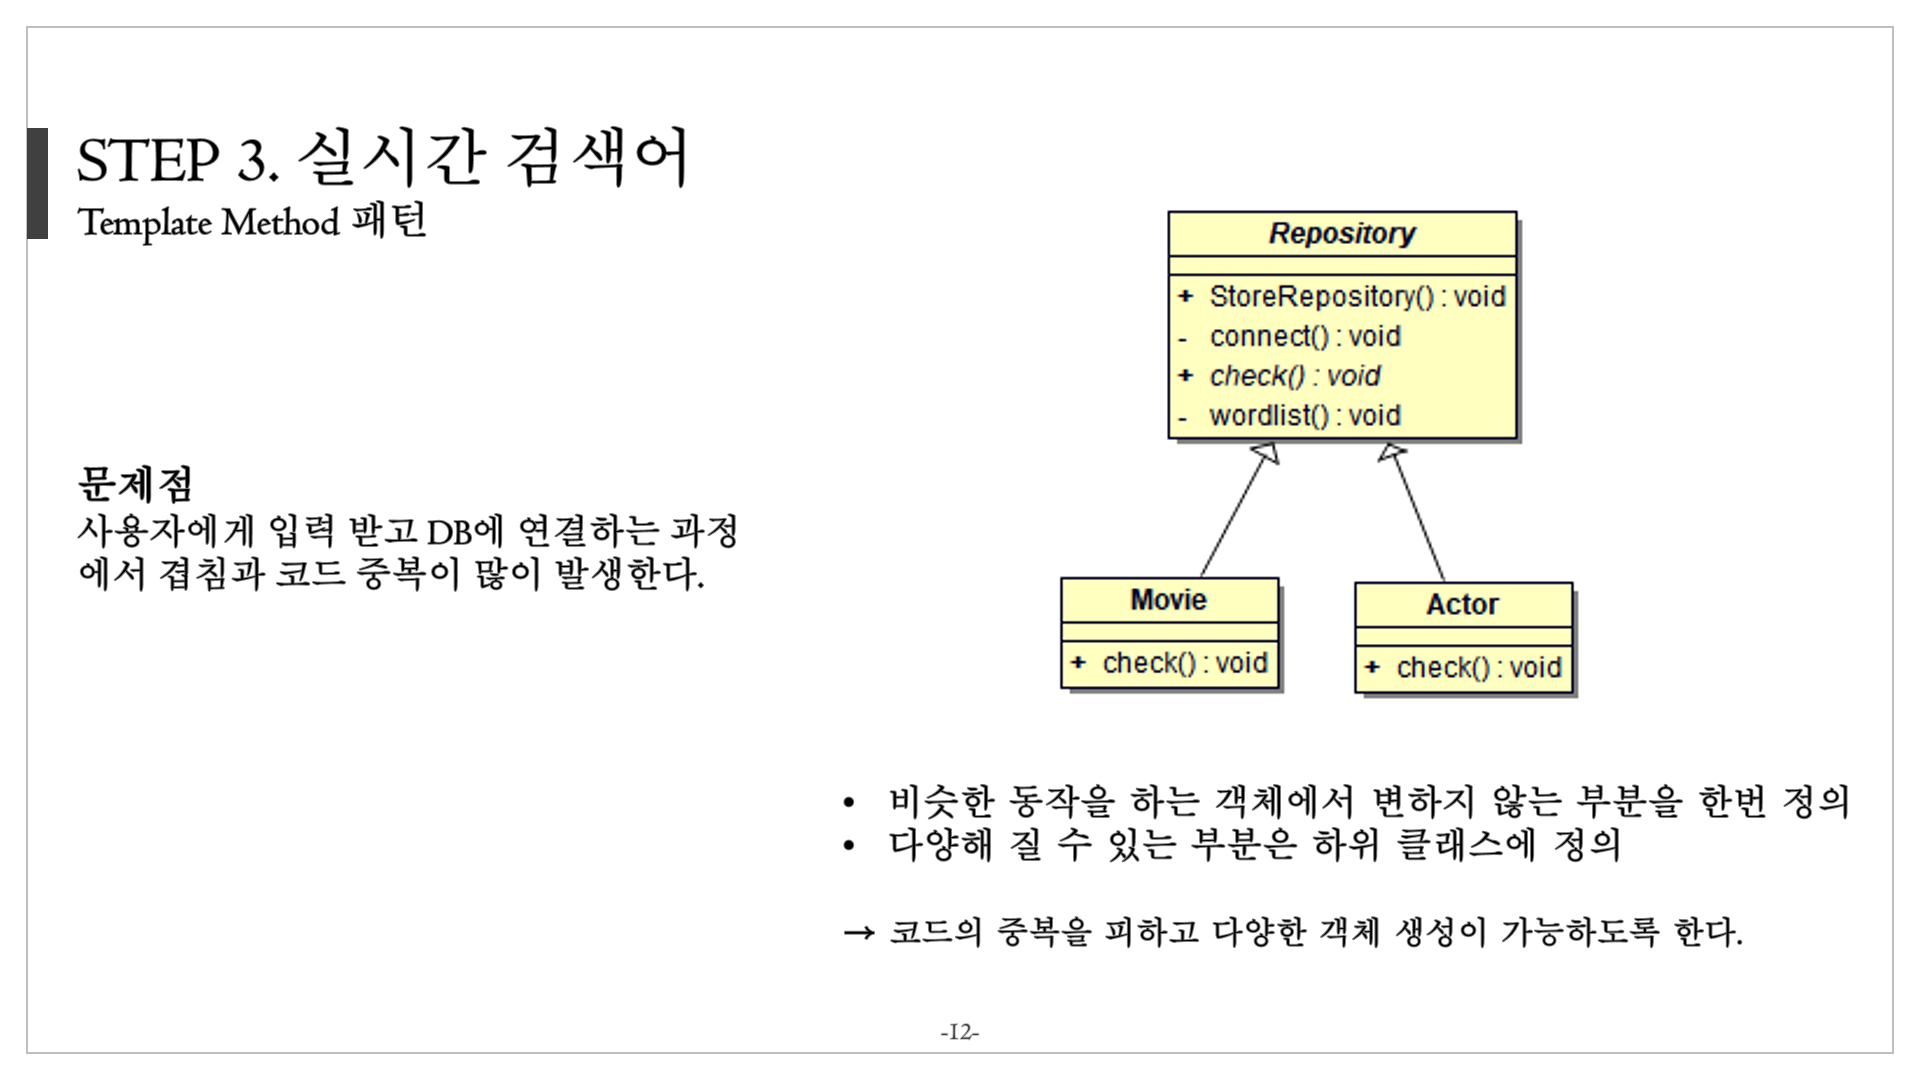 STEP 3. 실시간 검색어
Template Method 패턴
문제점
사용자에게 입력 받고 DB에 연결하는 과정
에서 겹침과 코드 중복이 많이 발생한다.
Repository
+ StoreRepository() : void
- connect() : void
+ check() : void
- wordlist() : void
Movie
+ check() : void
Actor
+ check() : void
• 비슷한 동작을 하는 객체에서 변하지 않는 부분을 한번 정의
• 다양해 질 수 있는 부분은 하위 클래스에 정의
→ 코드의 중복을 피하고 다양한 객체 생성이 가능하도록 한다.
-12-